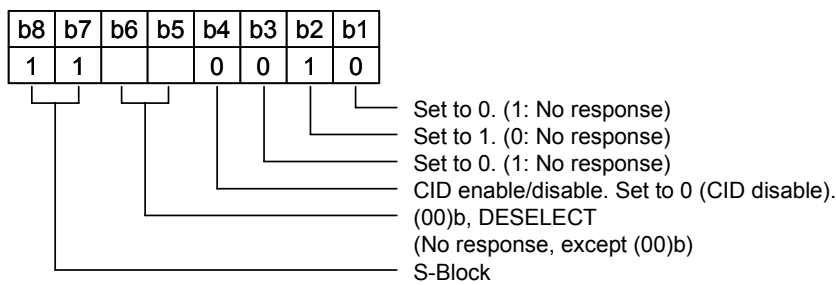 b8 b7 b6 b5 b4 b3 b2 b1
1 1 0 0 1 0
Set to 0. (1: No response)
Set to 1. (0: No response)
Set to 0. (1: No response)
CID enable/disable. Set to 0 (CID disable).
(00)b, DESELECT
(No response, except (00)b)
S-Block